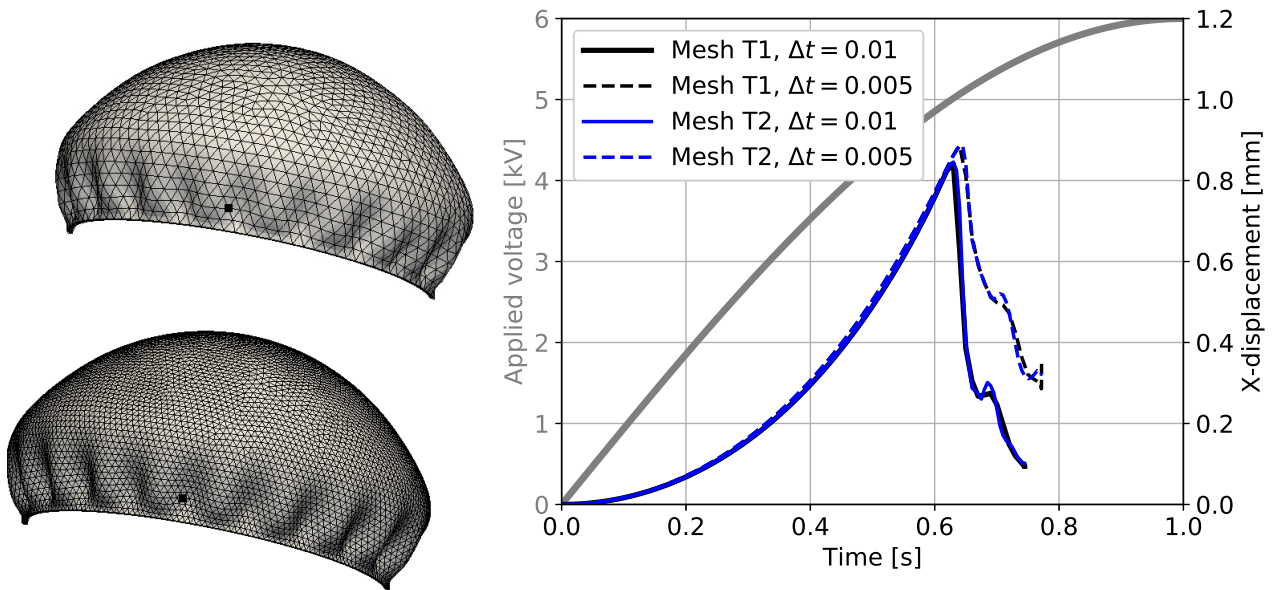 6
5
4
3
2
1
0
Applied voltage [kV]
Mesh T1, Δt = 0.01
Mesh T1, Δt = 0.005
Mesh T2, Δt = 0.01
Mesh T2, Δt = 0.005
1.2
1.0
0.8
0.6
0.4
0.2
0.0
X-displacement [mm]
0.0 0.2 0.4 0.6 0.8 1.0
Time [s]